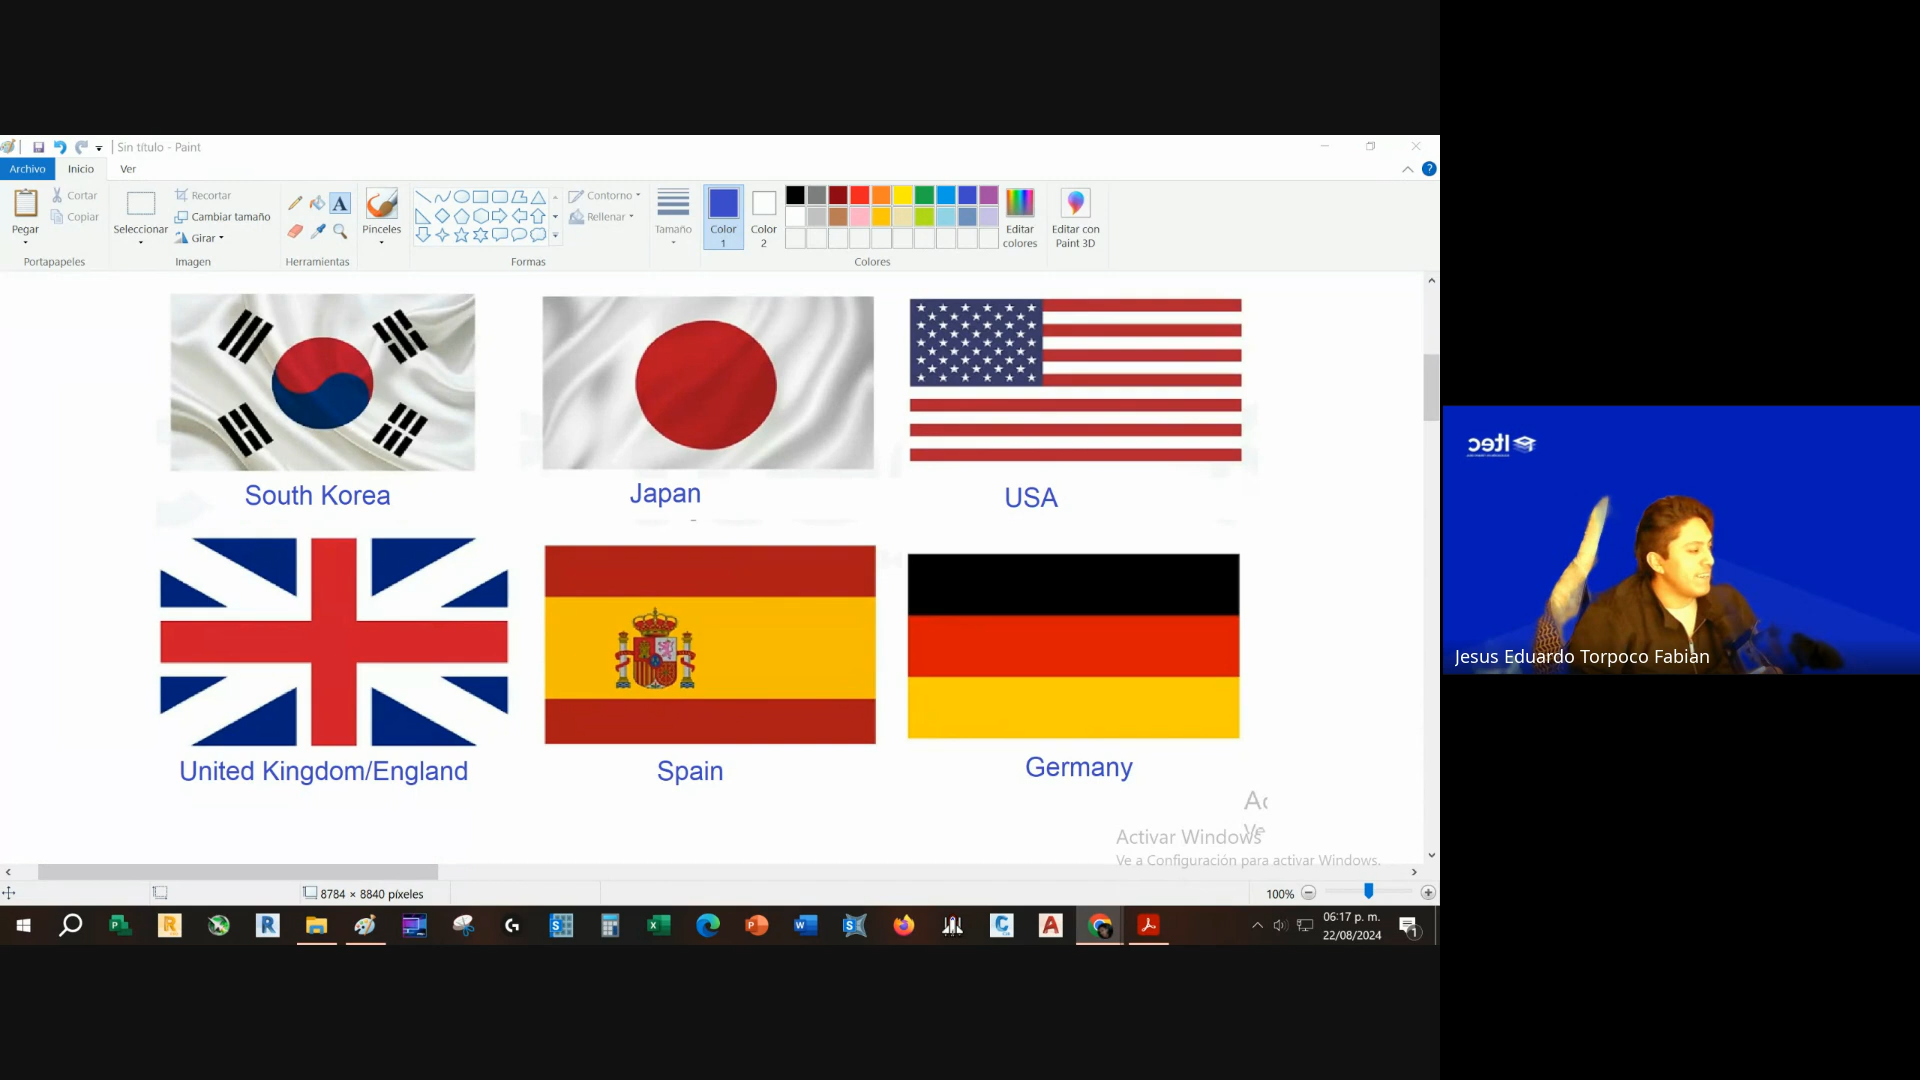 Sin título - Paint
Archivo Inicio Ver
Pegar
Cortar
Copiar
Portapapeles
Seleccionar
Recortar
Cambiar tamaño
Girar
Imagen
A
Herramientas
Pinceles
Contorno
Rellenar
Formas
Tamaño
Color
1
Color
2
Editar
colores
Colores
Editar con
Paint 3D
South Korea
Japan
USA
United Kingdom/England
Spain
Germany
Activar Windows
Ve a Configuración para activar Windows.
8784 × 8840 píxeles
100%
06:17 p. m.
22/08/2024
1
Itec
Jesus Eduardo Torpoco Fabian